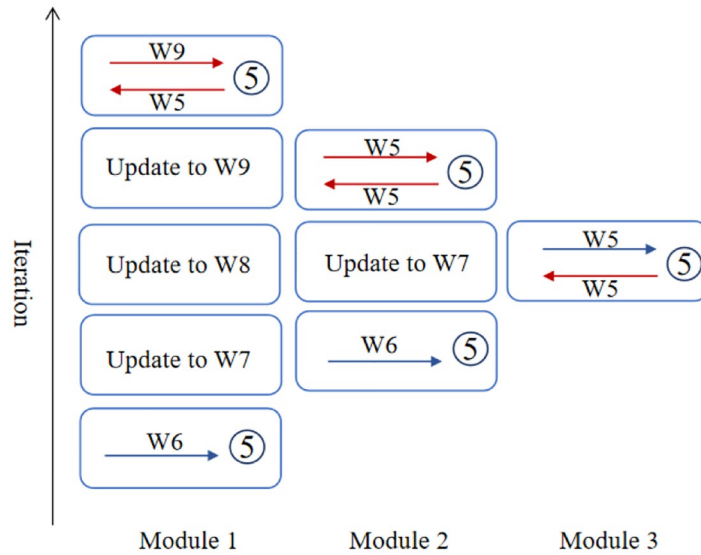 W9
5
W5
Update to W9
W5
5
W5
Update to W8
Update to W7
W5
5
W5
Update to W7
W6
5
W6
5
Iteration
Module 1
Module 2
Module 3